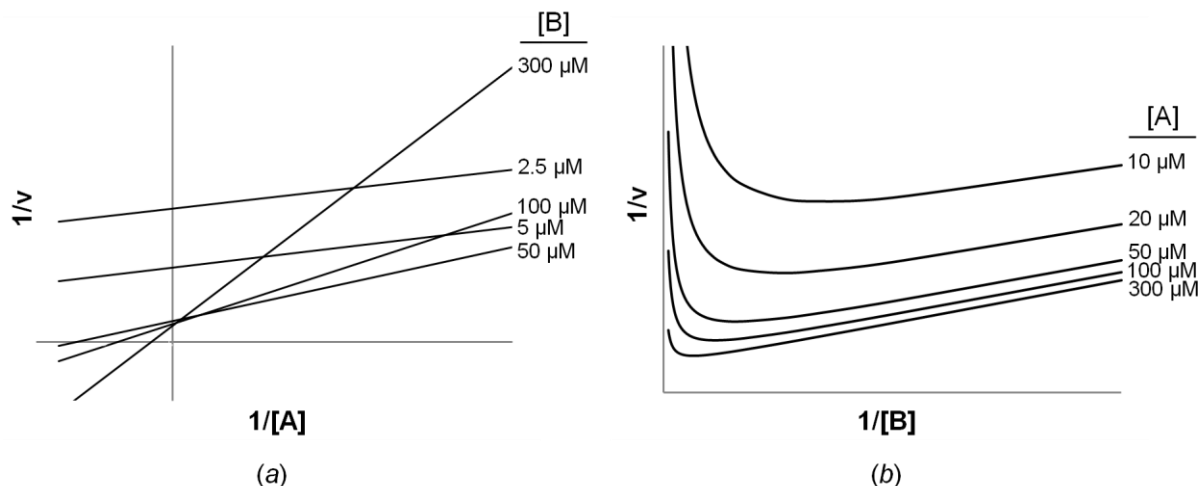 [B]
300 µM
2.5 µM
100 µM
5 µM
50 µM
1/v
1/[A]
(a)
[A]
10 µM
20 µM
50 µM
100 µM
300 µM
1/v
1/[B]
(b)